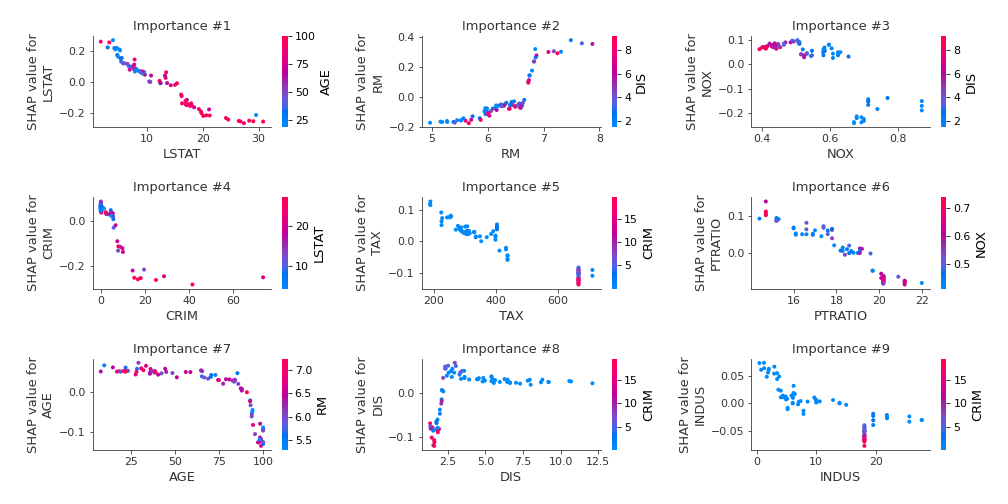 Importance #1
SHAP value for
LSTAT
0.2
0.0
−0.2
10
20
30
LSTAT
100
75
50
25
AGE
Importance #2
SHAP value for
RM
0.4
0.2
0.0
−0.2
5
6
7
8
RM
8
6
4
2
DIS
Importance #3
SHAP value for
NOX
0.1
0.0
−0.1
−0.2
0.4
0.6
0.8
NOX
8
6
4
2
DIS
Importance #4
SHAP value for
CRIM
0.0
−0.2
0
20
40
60
CRIM
20
10
LSTAT
Importance #5
SHAP value for
TAX
0.1
0.0
−0.1
200
400
600
TAX
15
10
5
CRIM
Importance #6
SHAP value for
PTRATIO
0.1
0.0
16
18
20
22
PTRATIO
0.7
0.6
0.5
NOX
Importance #7
SHAP value for
AGE
0.0
−0.1
25
50
75
100
AGE
7.0
6.5
6.0
5.5
RM
Importance #8
SHAP value for
DIS
0.0
−0.1
2.5
5.0
7.5
10.0
12.5
DIS
15
10
5
CRIM
Importance #9
SHAP value for
INDUS
0.05
0.00
−0.05
0
10
20
INDUS
15
10
5
CRIM